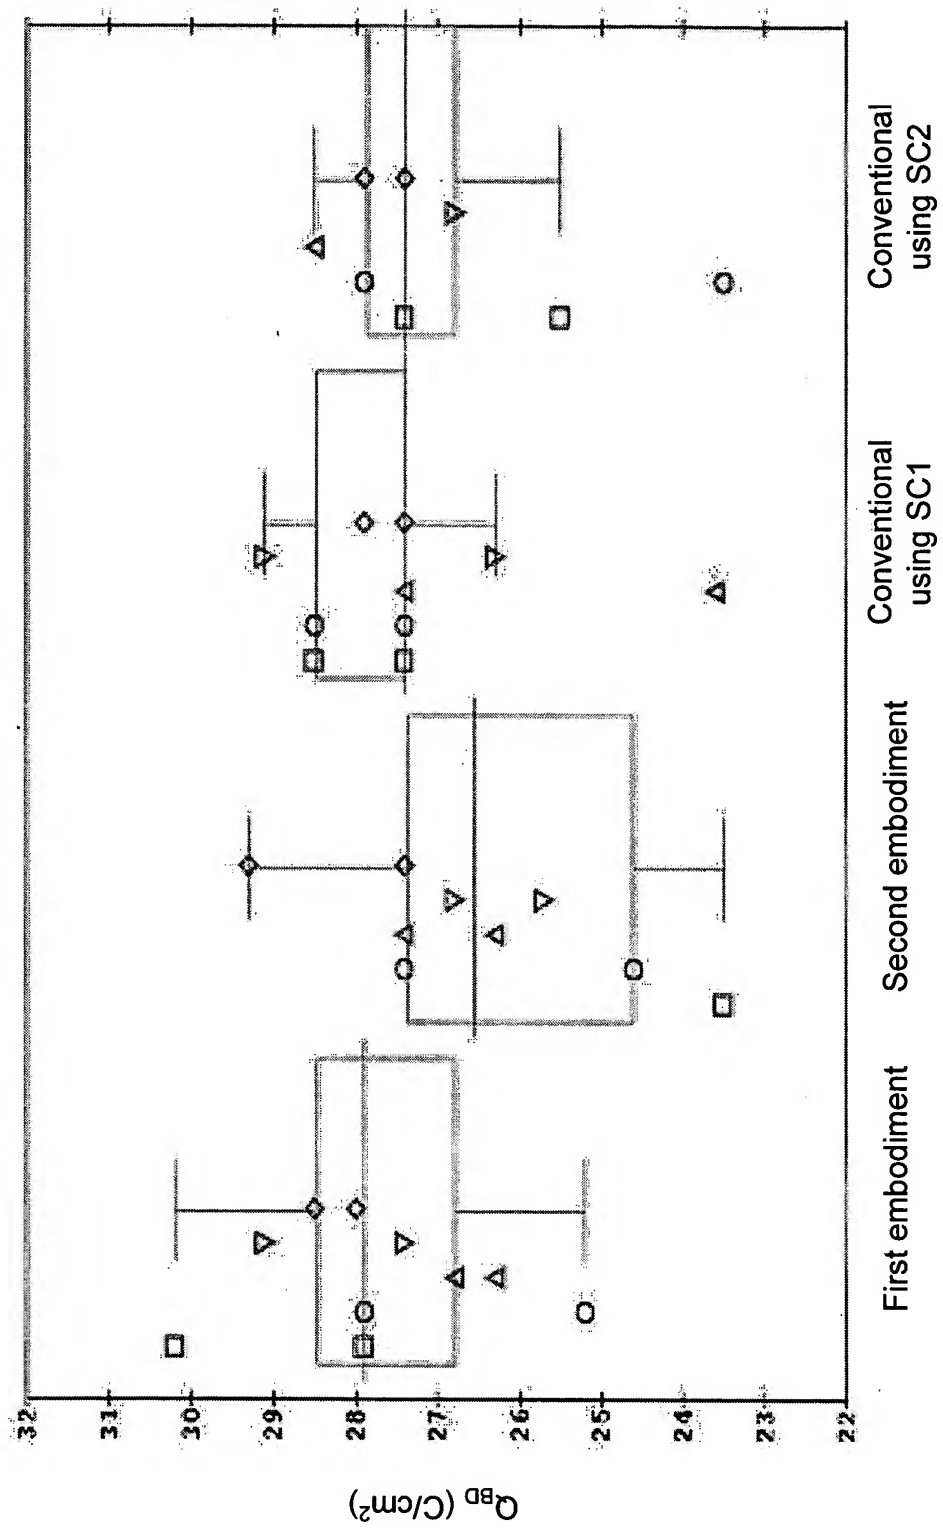 Q_BD (C/cm²)
32
31
30
29
28
27
26
25
24
23
22
First embodiment
Second embodiment
Conventional
using SC1
Conventional
using SC2